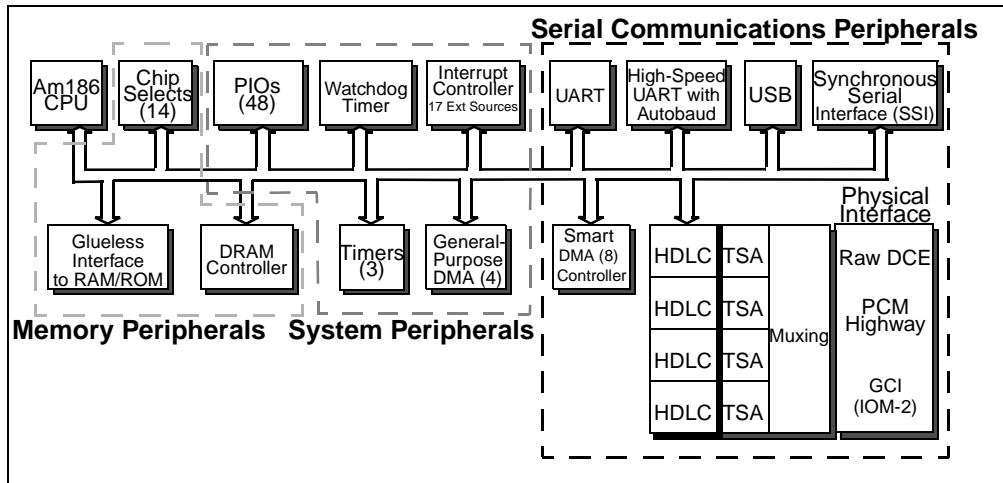 Serial Communications Peripherals
Am186
CPU
Chip
Selects
(14)
PIOs
(48)
Watchdog
Timer
Interrupt
Controller
17 Ext Sources
UART
High-Speed
UART with
Autobaud
USB
Synchronous
Serial
Interface (SSI)
Glueless
Interface
to RAM/ROM
DRAM
Controller
Timers
(3)
General-
Purpose
DMA (4)
Smart
DMA (8)
Controller
Physical
Interface
HDLC
TSA
HDLC
TSA
HDLC
TSA
HDLC
TSA
Muxing
Raw DCE
PCM
Highway
GCI
(IOM-2)
Memory Peripherals
System Peripherals